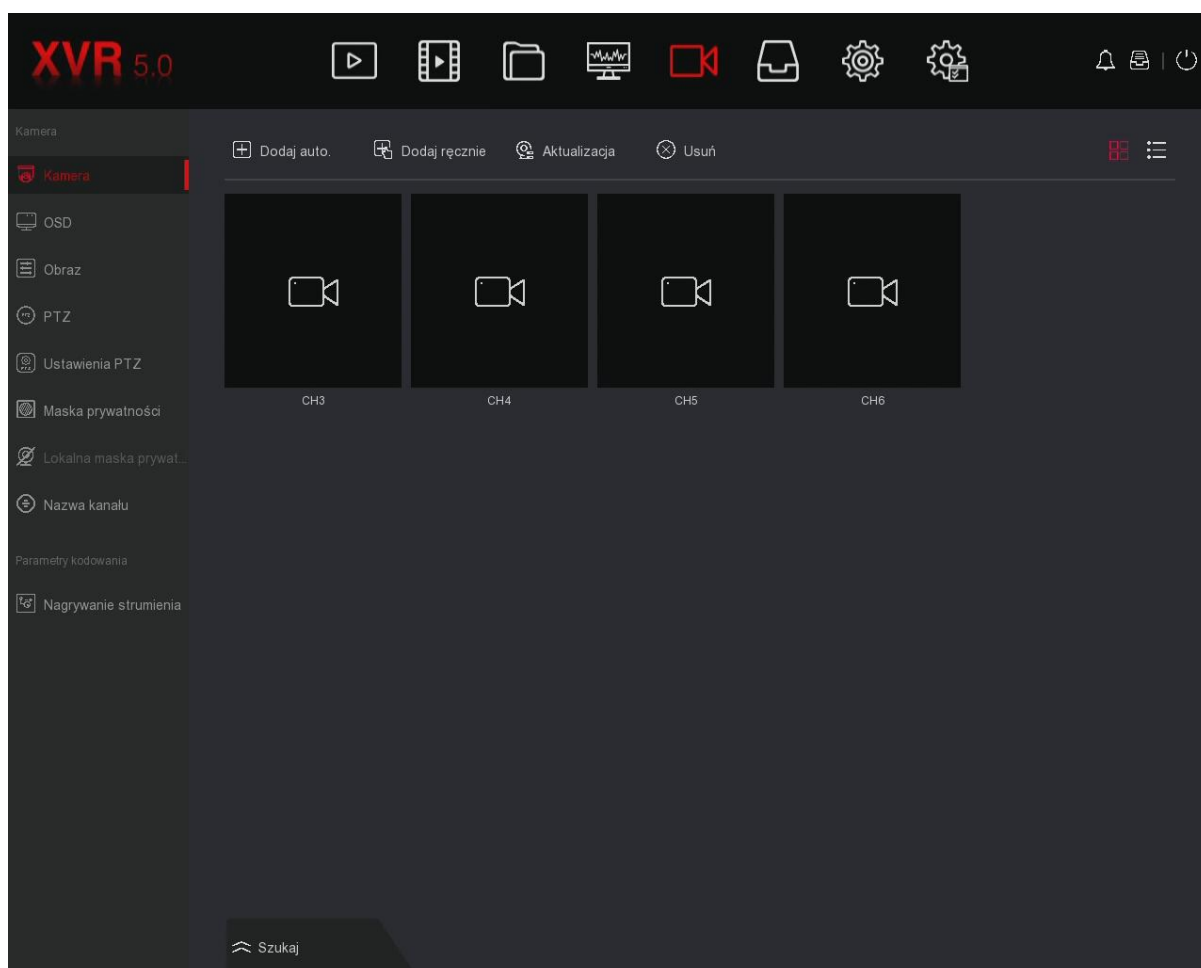 XVR 5.0
Kamera
Kamera
OSD
Obraz
PTZ
Ustawienia PTZ
Maska prywatności
Lokalna maska prywat...
Nazwa kanału
Parametry kodowania
Nagrywanie strumienia
Dodaj auto. Dodaj ręcznie Aktualizacja Usuń
CH3 CH4 CH5 CH6
Szukaj